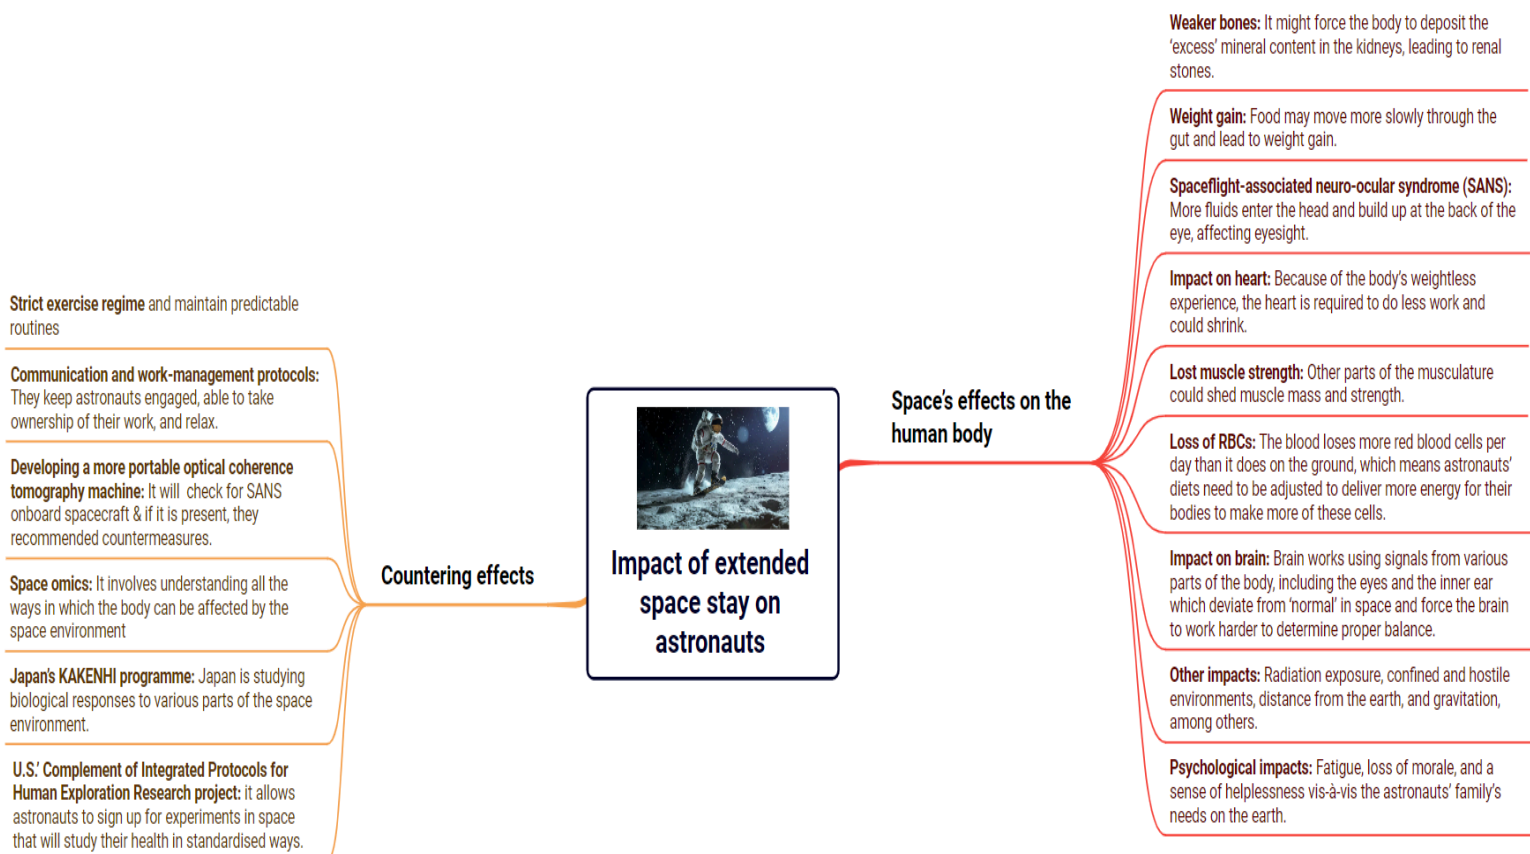 Impact of extended
space stay on
astronauts
Space’s effects on the
human body
Weaker bones: It might force the body to deposit the
‘excess’ mineral content in the kidneys, leading to renal
stones.
Weight gain: Food may move more slowly through the
gut and lead to weight gain.
Spaceflight-associated neuro-ocular syndrome (SANS):
More fluids enter the head and build up at the back of the
eye, affecting eyesight.
Impact on heart: Because of the body’s weightless
experience, the heart is required to do less work and
could shrink.
Lost muscle strength: Other parts of the musculature
could shed muscle mass and strength.
Loss of RBCs: The blood loses more red blood cells per
day than it does on the ground, which means astronauts’
diets need to be adjusted to deliver more energy for their
bodies to make more of these cells.
Impact on brain: Brain works using signals from various
parts of the body, including the eyes and the inner ear
which deviate from ‘normal’ in space and force the brain
to work harder to determine proper balance.
Other impacts: Radiation exposure, confined and hostile
environments, distance from the earth, and gravitation,
among others.
Psychological impacts: Fatigue, loss of morale, and a
sense of helplessness vis-à-vis the astronauts’ family’s
needs on the earth.
Countering effects
Strict exercise regime and maintain predictable
routines
Communication and work-management protocols:
They keep astronauts engaged, able to take
ownership of their work, and relax.
Developing a more portable optical coherence
tomography machine: It will  check for SANS
onboard spacecraft & if it is present, they
recommended countermeasures.
Space omics: It involves understanding all the
ways in which the body can be affected by the
space environment
Japan’s KAKENHI programme: Japan is studying
biological responses to various parts of the space
environment.
U.S.’ Complement of Integrated Protocols for
Human Exploration Research project: it allows
astronauts to sign up for experiments in space
that will study their health in standardised ways.